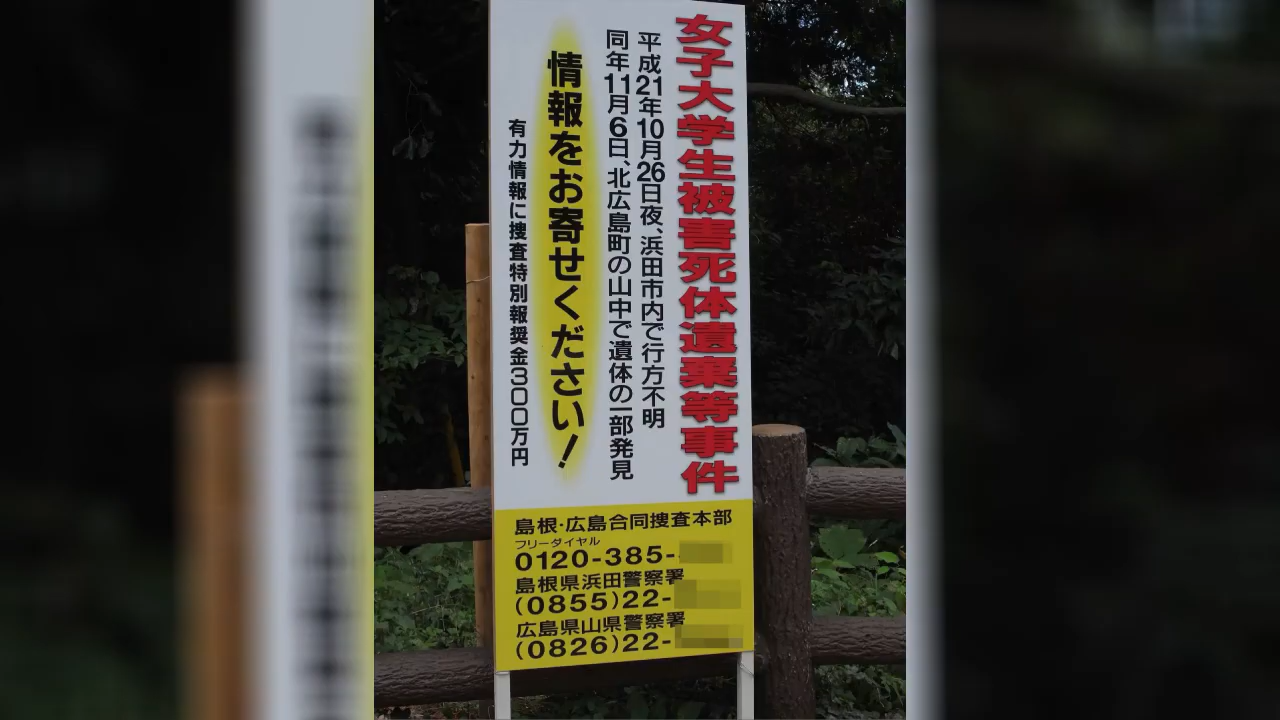 女子大学生被害死体遺棄等事件
平成21年10月26日夜、浜田市内で行方不明
同年11月6日、北広島町の山中で遺体の一部発見
情報をお寄せください!
有力情報に捜査特別報奨金300万円
島根・広島合同捜査本部
フリーダイヤル
0120-385-
島根県浜田警察署
(0855)22-
広島県山県警察署
(0826)22-